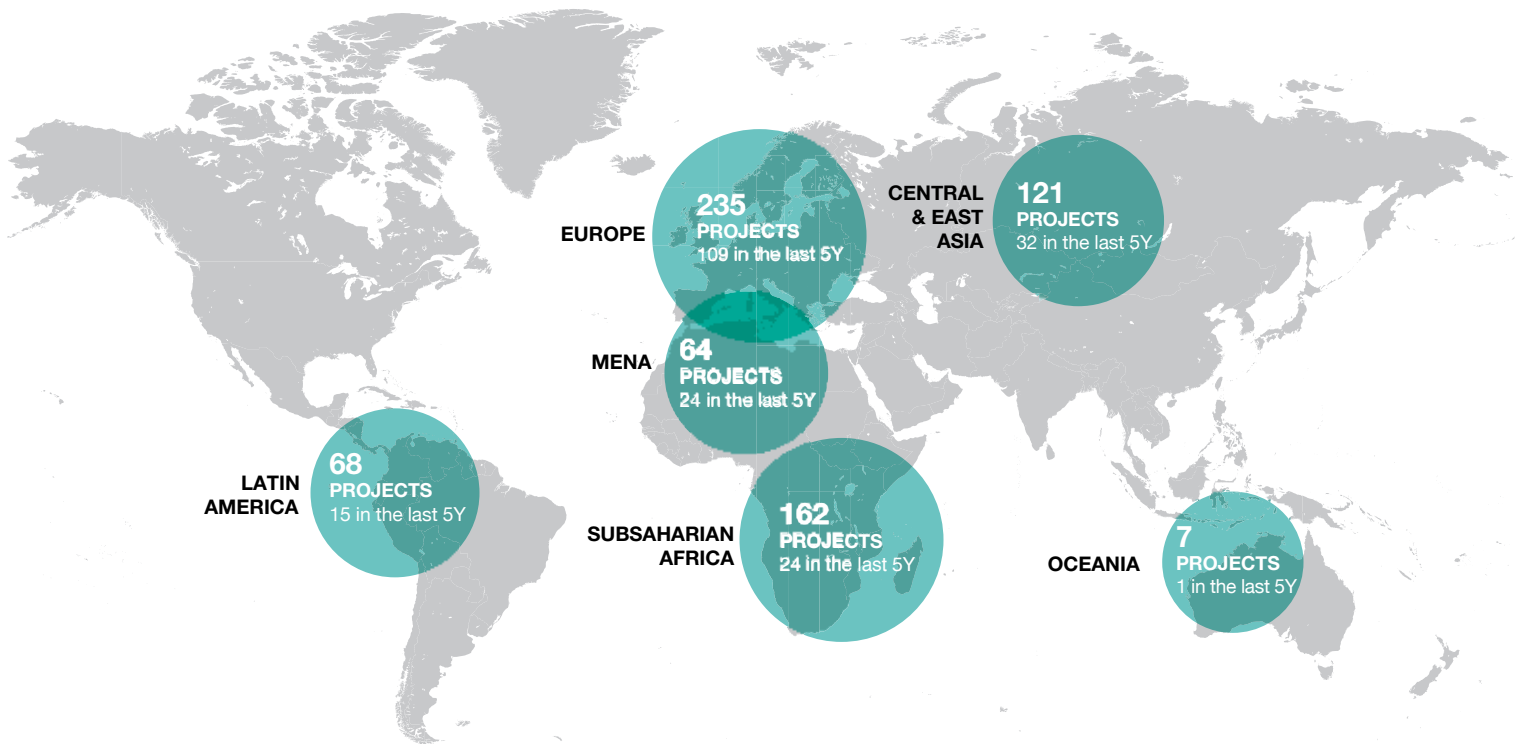 EUROPE
235
PROJECTS
109 in the last 5Y
CENTRAL
& EAST
ASIA
121
PROJECTS
32 in the last 5Y
MENA
64
PROJECTS
24 in the last 5Y
LATIN
AMERICA
68
PROJECTS
15 in the last 5Y
SUBSAHARIAN
AFRICA
162
PROJECTS
24 in the last 5Y
OCEANIA
7
PROJECTS
1 in the last 5Y